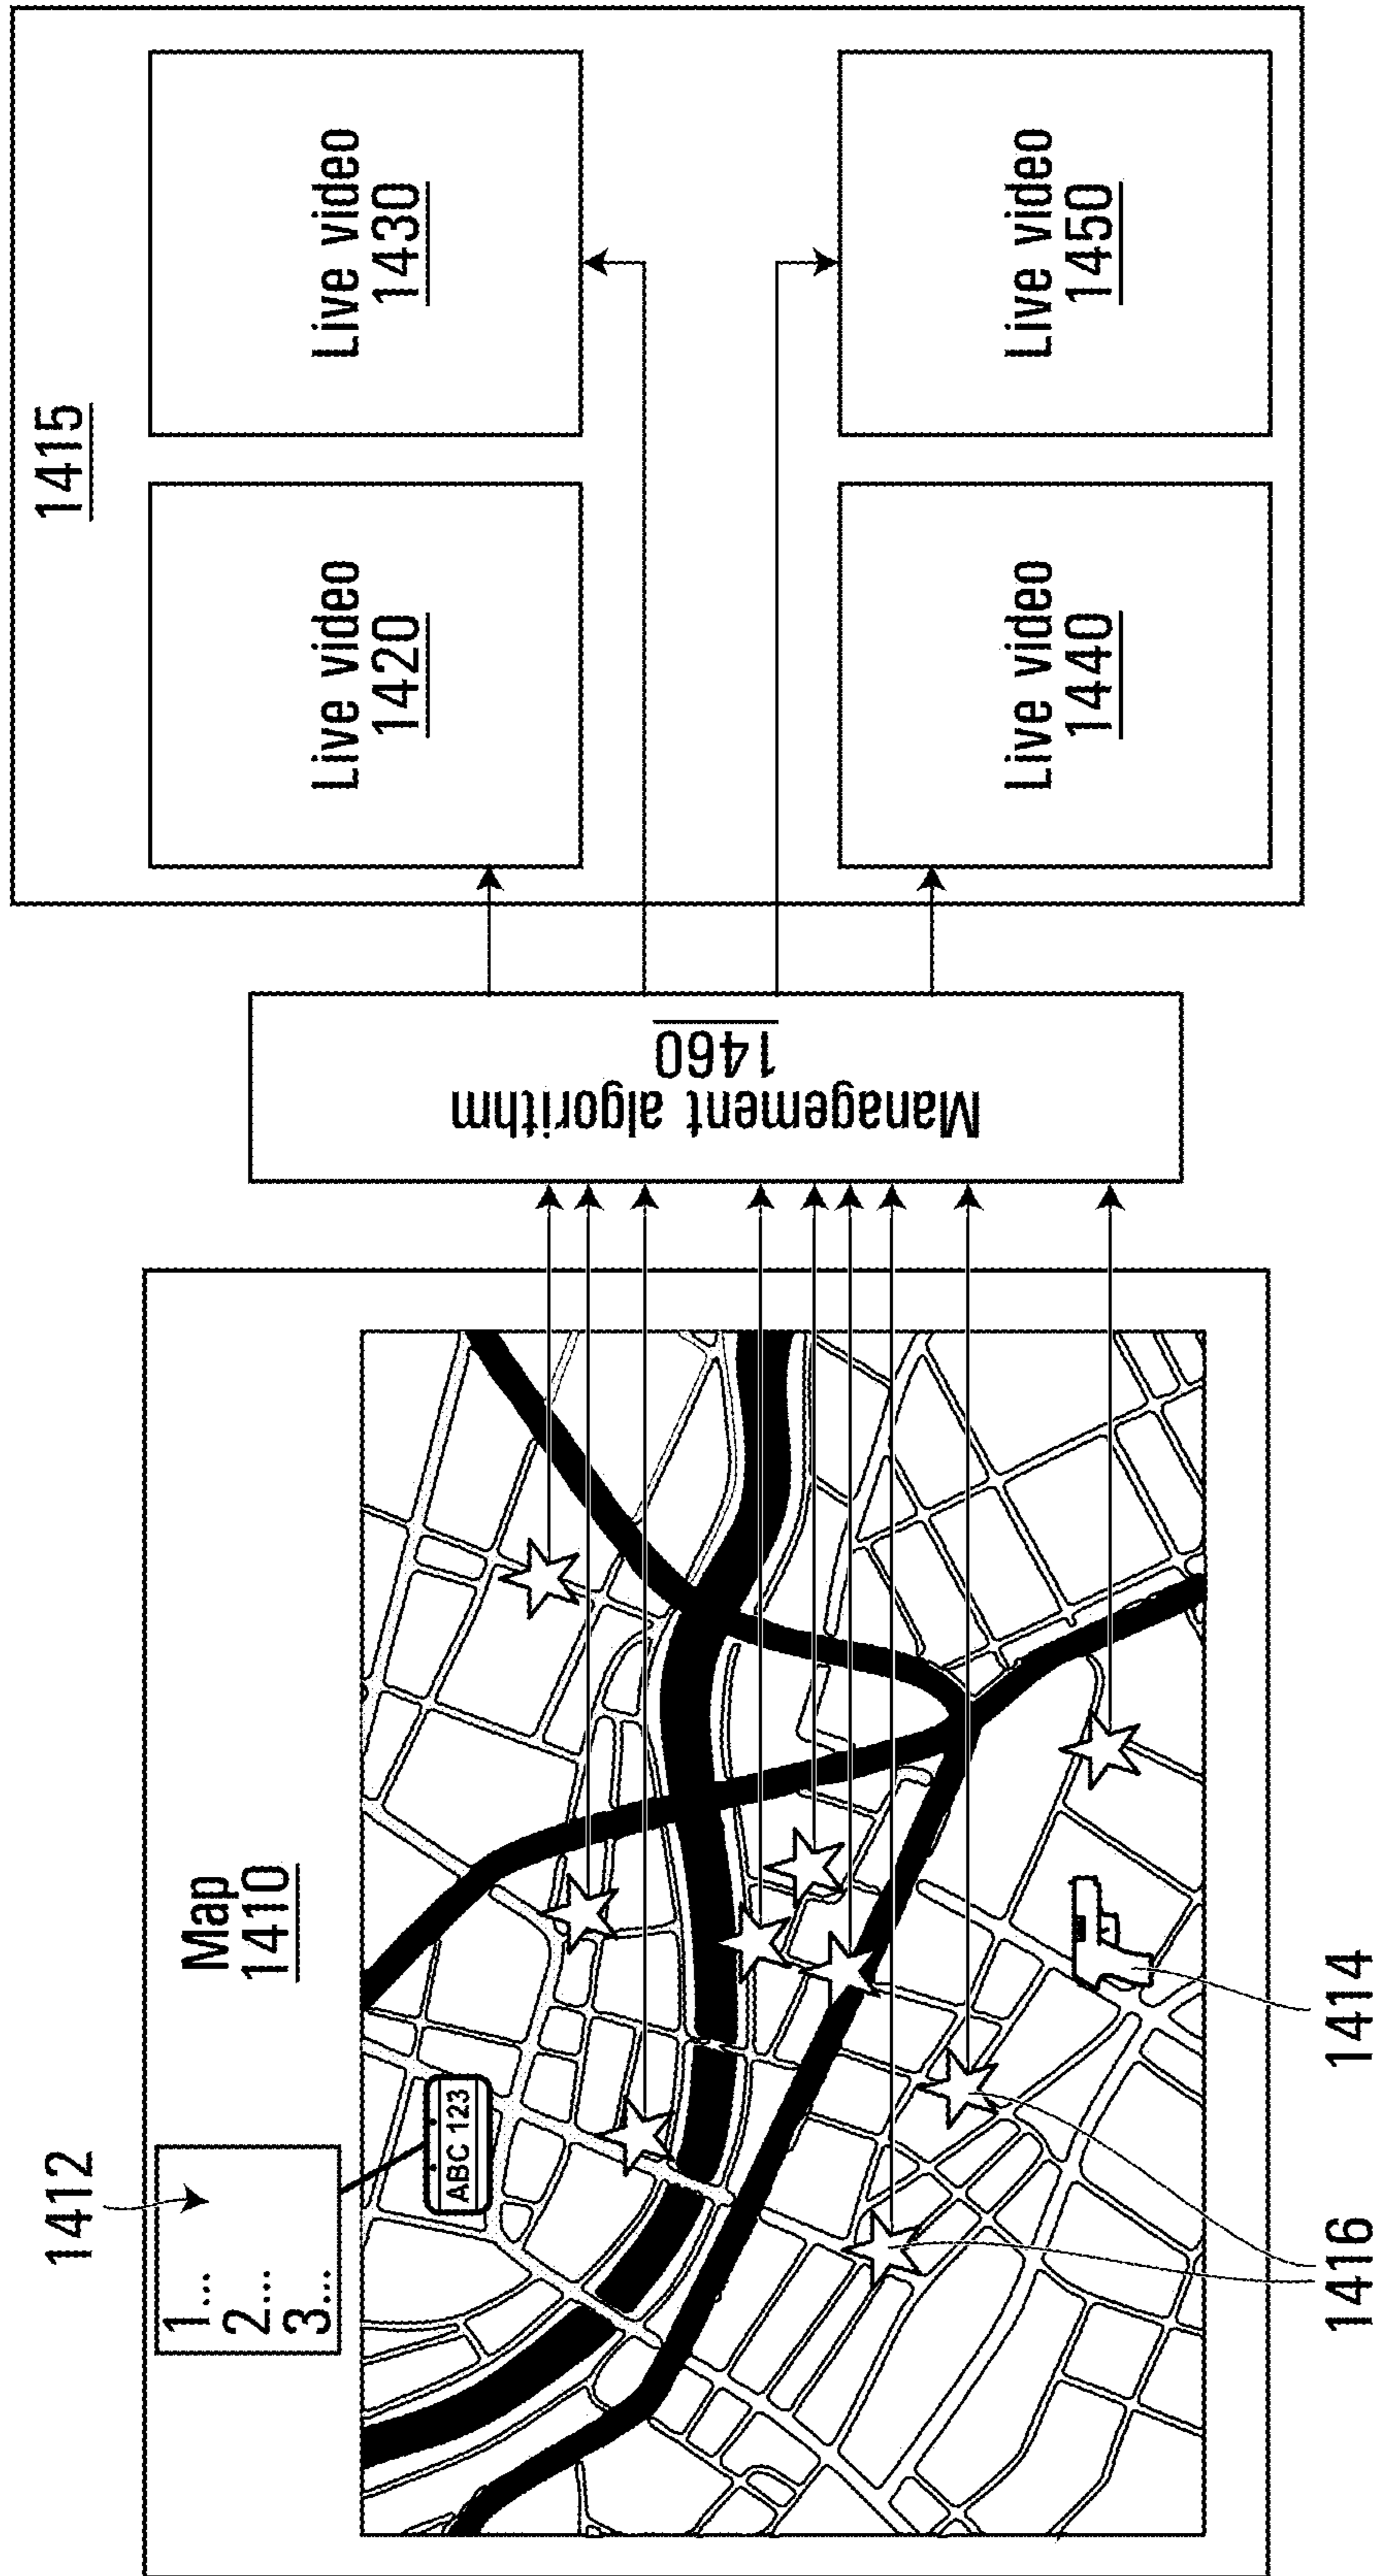 1412
Map
1410
1...
2...
3...
ABC 123
1416
1414
Management algorithm
1460
1415
Live video
1420
Live video
1430
Live video
1440
Live video
1450